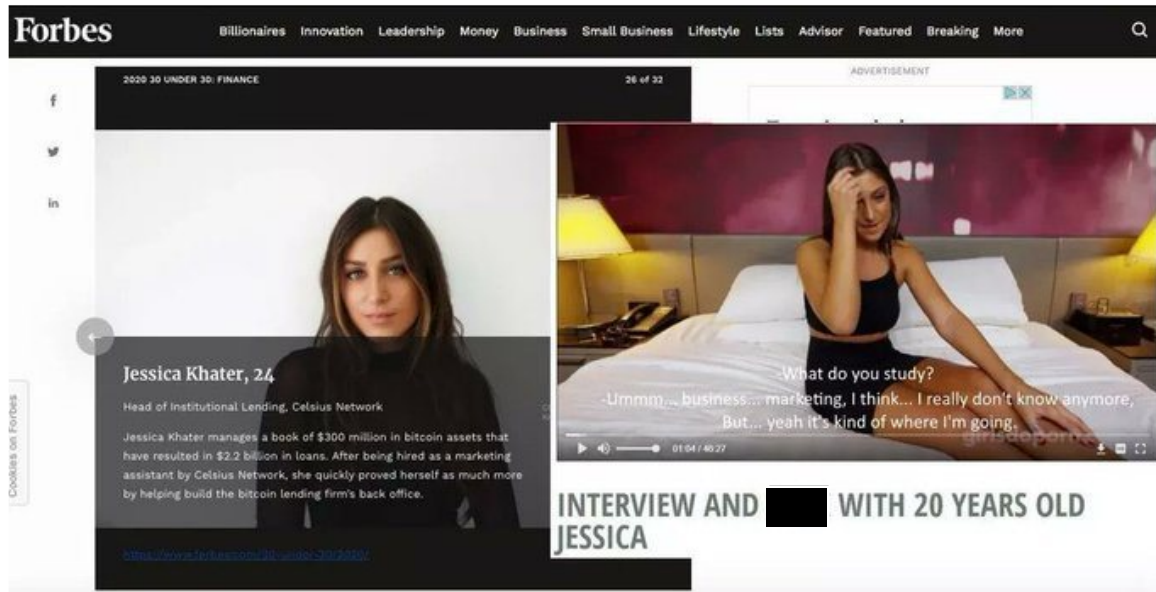 Forbes
Billionaires Innovation Leadership Money Business Small Business Lifestyle Lists Advisor Featured Breaking More
2020 30 UNDER 30: FINANCE
26 of 32
ADVERTISEMENT
f
in
Jessica Khater, 24
Head of Institutional Lending, Celsius Network
Jessica Khater manages a book of $300 million in bitcoin assets that
have resulted in $2.2 billion in loans. After being hired as a marketing
assistant by Celsius Network, she quickly proved herself as much more
by helping build the bitcoin lending firm's back office.
https://www.forbes.com/30-under-30/2020/
Cookies on Forbes
-What do you study?
-Ummm... business... marketing, I think... I really don't know anymore,
But... yeah it's kind of where I'm going.
01:04 / 46:27
INTERVIEW AND WITH 20 YEARS OLD
JESSICA